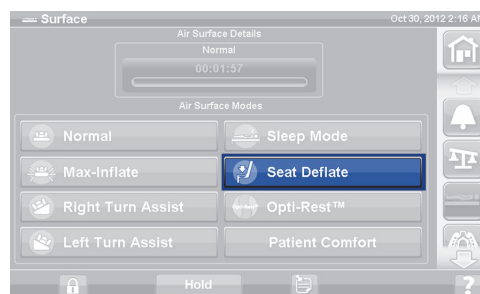 Surface
Oct 30, 2012 2:16 AM
Air Surface Details
Normal
00:01:57
Air Surface Modes
Normal
Sleep Mode
Max-Inflate
Seat Deflate
Right Turn Assist
Opti-Rest™
Left Turn Assist
Patient Comfort
Hold
?